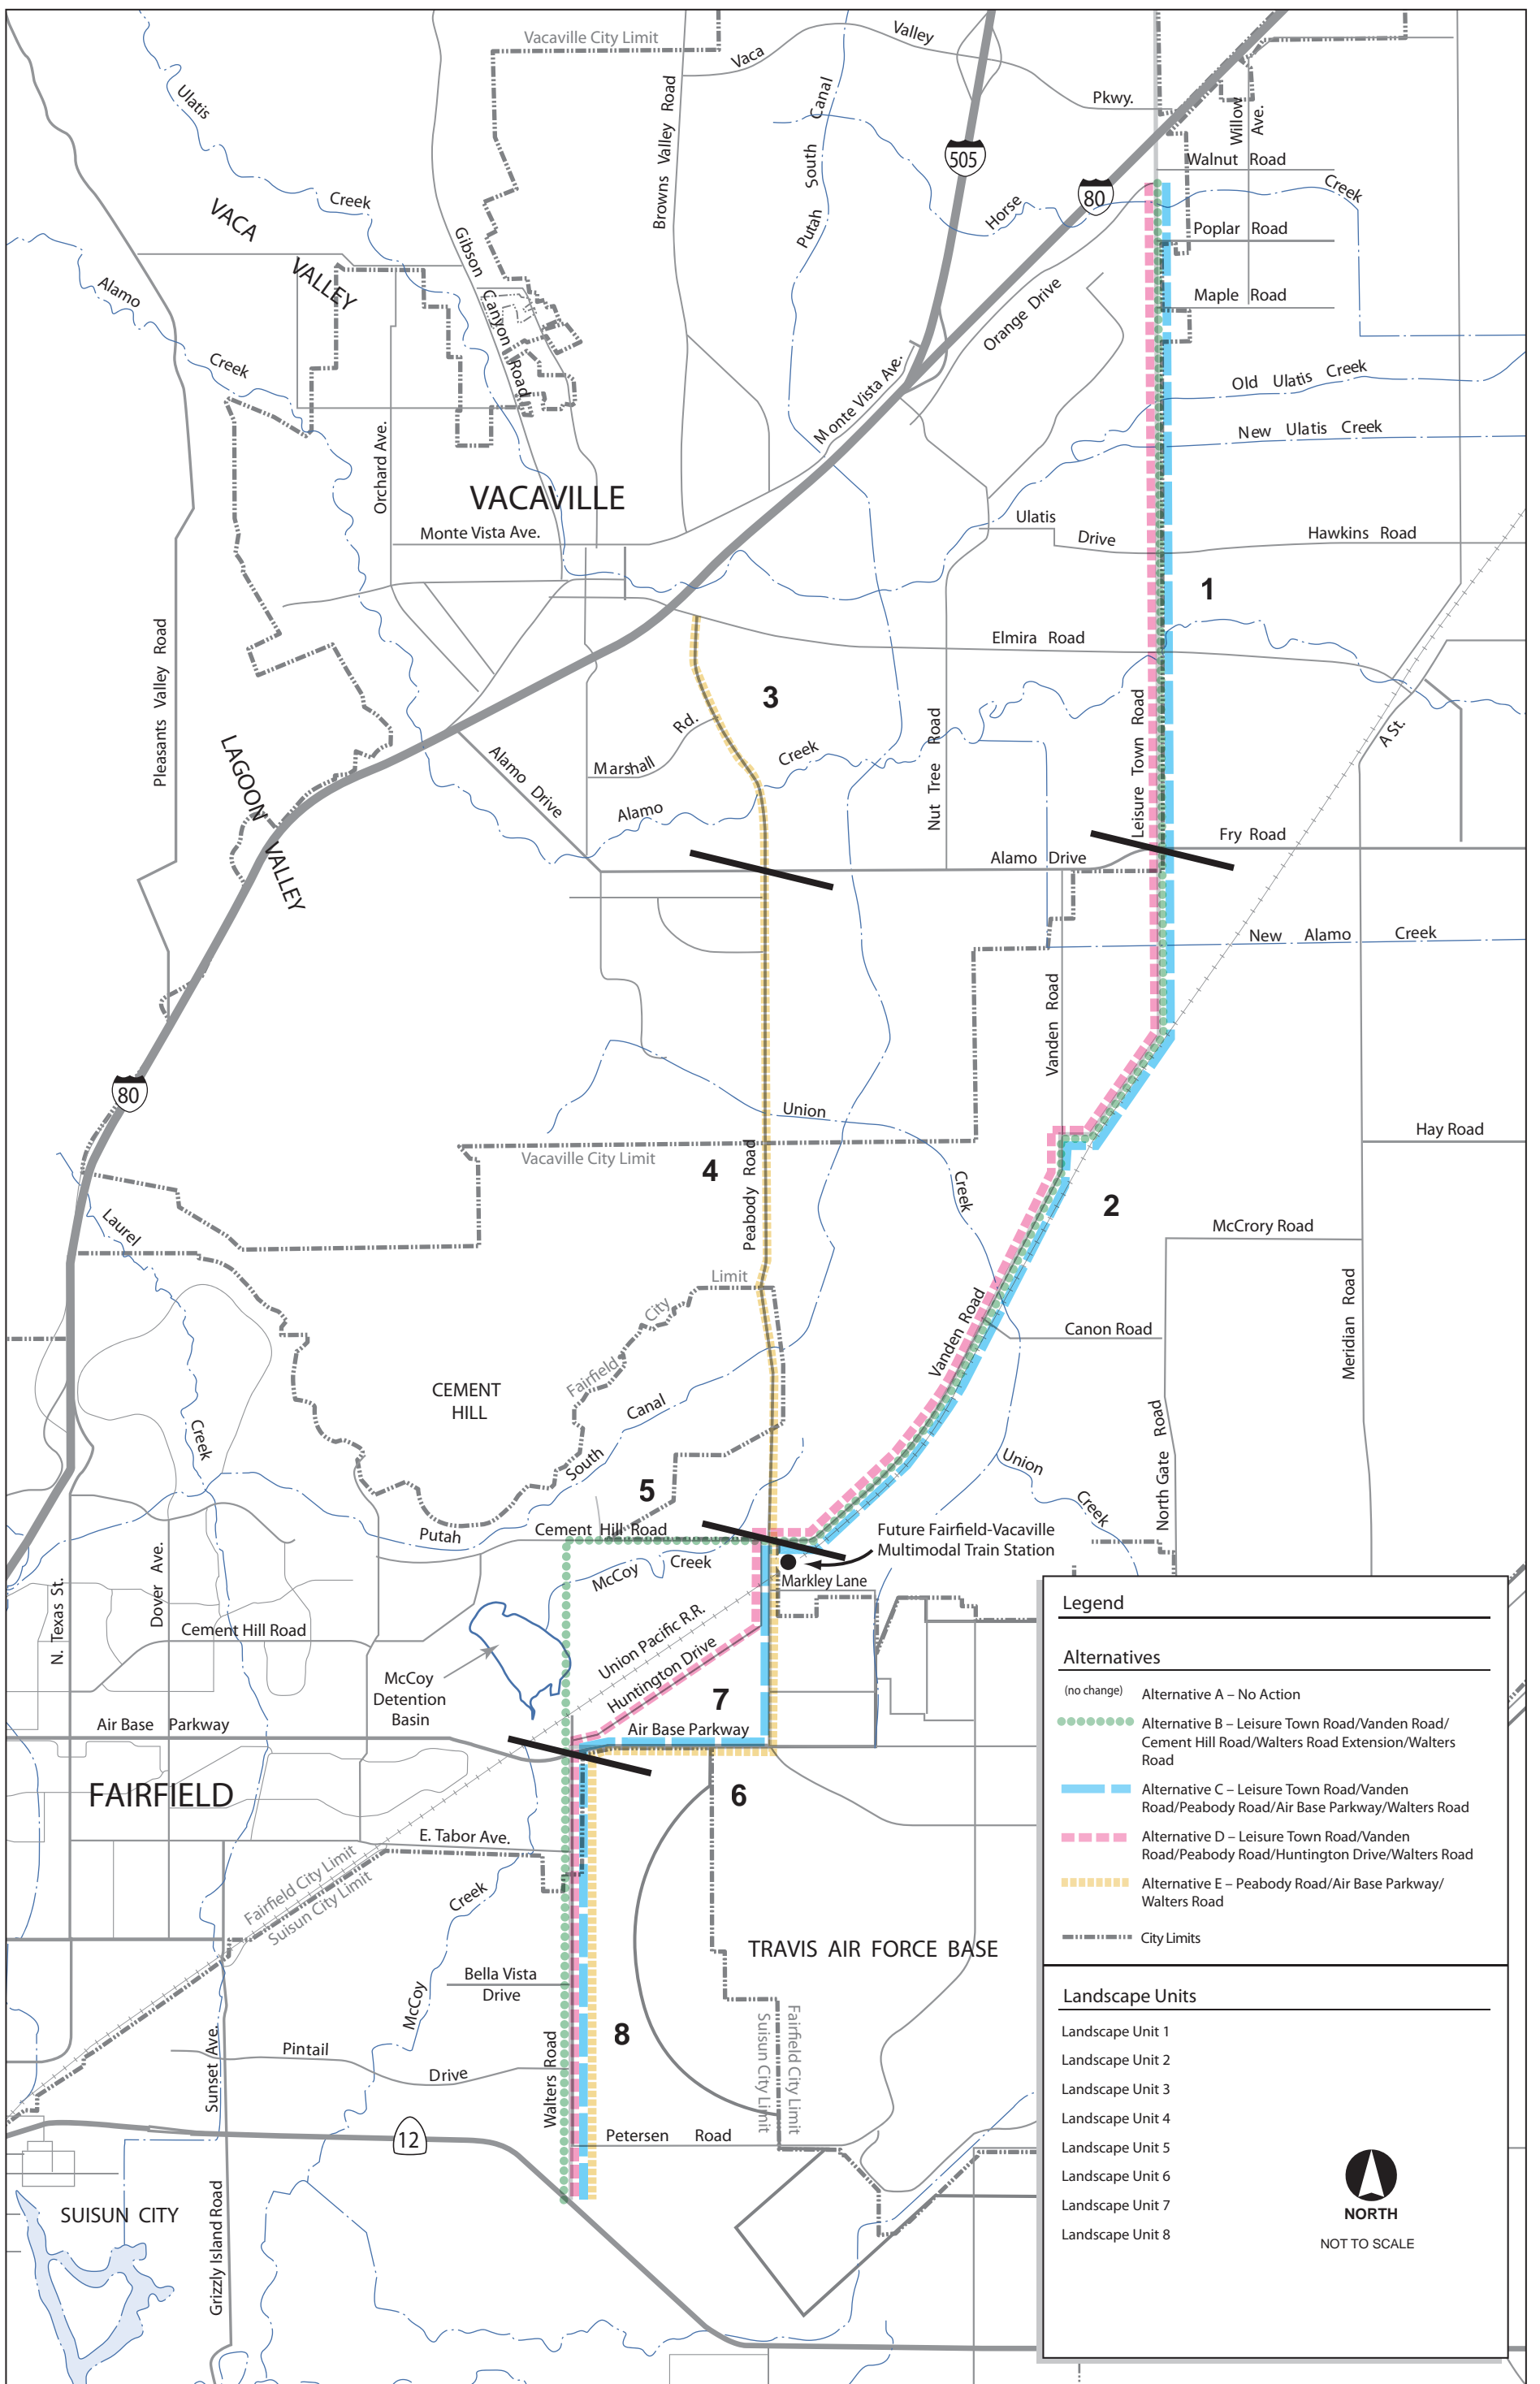 Vacaville City Limit
Vaca
Valley
Pkwy.
Ulatis
Creek
VACA
VALLEY
Alamo
Creek
Gibson
Canyon
Road
Browns Valley Road
Putah South Canal
505
80
Horse
Creek
Willow
Ave.
Walnut Road
Poplar Road
Maple Road
Orange Drive
Old Ulatis Creek
New Ulatis Creek
Monte Vista Ave.
Orchard Ave.
VACAVILLE
Monte Vista Ave.
Ulatis
Drive
Hawkins Road
1
Elmira Road
Pleasants Valley Road
3
Marshall Rd.
Creek
Alamo
Alamo Drive
Nut Tree Road
Leisure Town Road
A St.
LAGOON
VALLEY
Fry Road
Alamo Drive
New Alamo Creek
Vanden Road
80
Union
Creek
Vacaville City Limit
4
Peabody Road
Hay Road
2
McCrory Road
Laurel
Creek
Limit
City
Fairfield
Vanden Road
Canon Road
Meridian Road
CEMENT
HILL
Canal
South
Putah
North Gate Road
Union
Creek
5
Cement Hill Road
Future Fairfield-Vacaville
Multimodal Train Station
McCoy
Creek
Markley Lane
N. Texas St.
Dover Ave.
Cement Hill Road
Union Pacific R.R.
Huntington Drive
McCoy
Detention
Basin
7
Air Base Parkway
Air Base Parkway
FAIRFIELD
6
E. Tabor Ave.
Fairfield City Limit
Suisun City Limit
Creek
McCoy
TRAVIS AIR FORCE BASE
Bella Vista
Drive
8
Fairfield City Limit
Suisun City Limit
Sunset Ave.
Pintail
Drive
Walters Road
12
Petersen Road
SUISUN CITY
Grizzly Island Road
Legend
Alternatives
(no change) Alternative A – No Action
Alternative B – Leisure Town Road/Vanden Road/
Cement Hill Road/Walters Road Extension/Walters
Road
Alternative C – Leisure Town Road/Vanden
Road/Peabody Road/Air Base Parkway/Walters Road
Alternative D – Leisure Town Road/Vanden
Road/Peabody Road/Huntington Drive/Walters Road
Alternative E – Peabody Road/Air Base Parkway/
Walters Road
City Limits
Landscape Units
Landscape Unit 1
Landscape Unit 2
Landscape Unit 3
Landscape Unit 4
Landscape Unit 5
Landscape Unit 6
Landscape Unit 7
Landscape Unit 8
NORTH
NOT TO SCALE